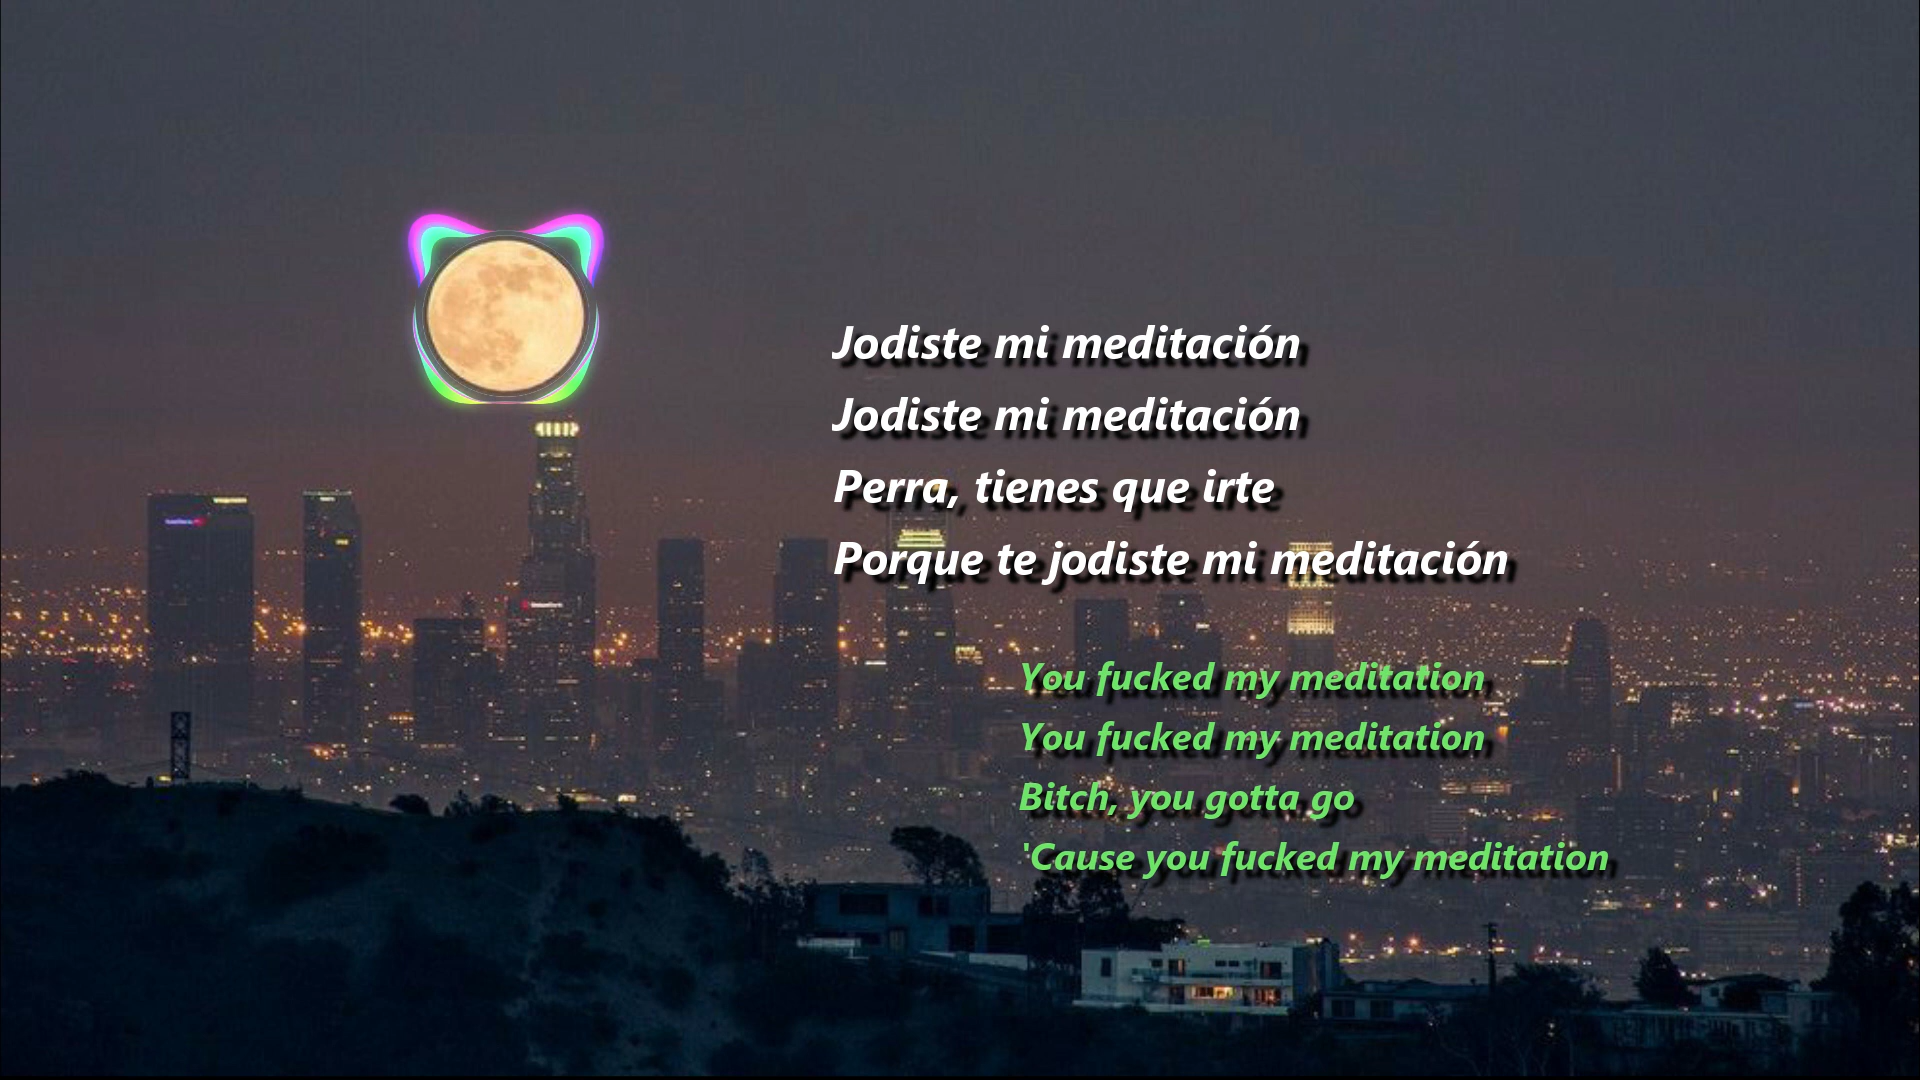 Jodiste mi meditación
Jodiste mi meditación
Perra, tienes que irte
Porque te jodiste mi meditación
You fucked my meditation
You fucked my meditation
Bitch, you gotta go
'Cause you fucked my meditation